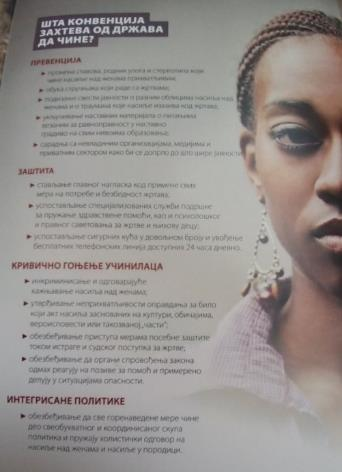 ШТА КОНВЕНЦИЈА
ЗАХТЕВА ОД ДРЖАВА
ДА ЧИНЕ?
ПРЕВЕНЦИЈА
► промена ставова, родних улога и стереотипа који
чине насиље над женама прихватљивим;
► обука стручњака који раде са жртвама;
► подизање свести јавности о разним облицима насиља над
женама и о траумама које насиље изазива код жртава;
► укључивање наставних материјала о питањима
везаним за равноправност у наставно
градиво на свим нивоима образовања;
► сарадња са невладиним организацијама, медијима и
приватним сектором како би се допрло до што шире јавности
ЗАШТИТА
► стављање главног нагласка код примене свих
мера на потребе и безбедност жртава;
► успостављање специјализованих служби подршке
за пружање здравствене помоћи, као и психолошког
и правног саветовања за жртве и њихову децу;
► успостављање сигурних кућа у довољном броју и увођење
бесплатних телефонских линија доступних 24 часа дневно.
КРИВИЧНО ГОЊЕЊЕ УЧИНИЛАЦА
► инкриминисање и одговарајуће
кажњавање насиља над женама;
► утврђивање неприхватљивости оправдања за било
који акт насиља заснованих на култури, обичајима,
вероисповести или такозваној „части“;
► обезбеђивање приступа мерама посебне заштите
током истраге и судског поступка за жртве;
► обезбеђивање да органи спровођења закона
одмах реагују на позиве за помоћ и примерено
делују у ситуацијама опасности.
ИНТЕГРИСАНЕ ПОЛИТИКЕ
► обезбеђивање да све горенаведене мере чине
део свеобухватног и координисаног скупа
политика и пружају холистички одговор на
насиље над женама и насиље у породици.